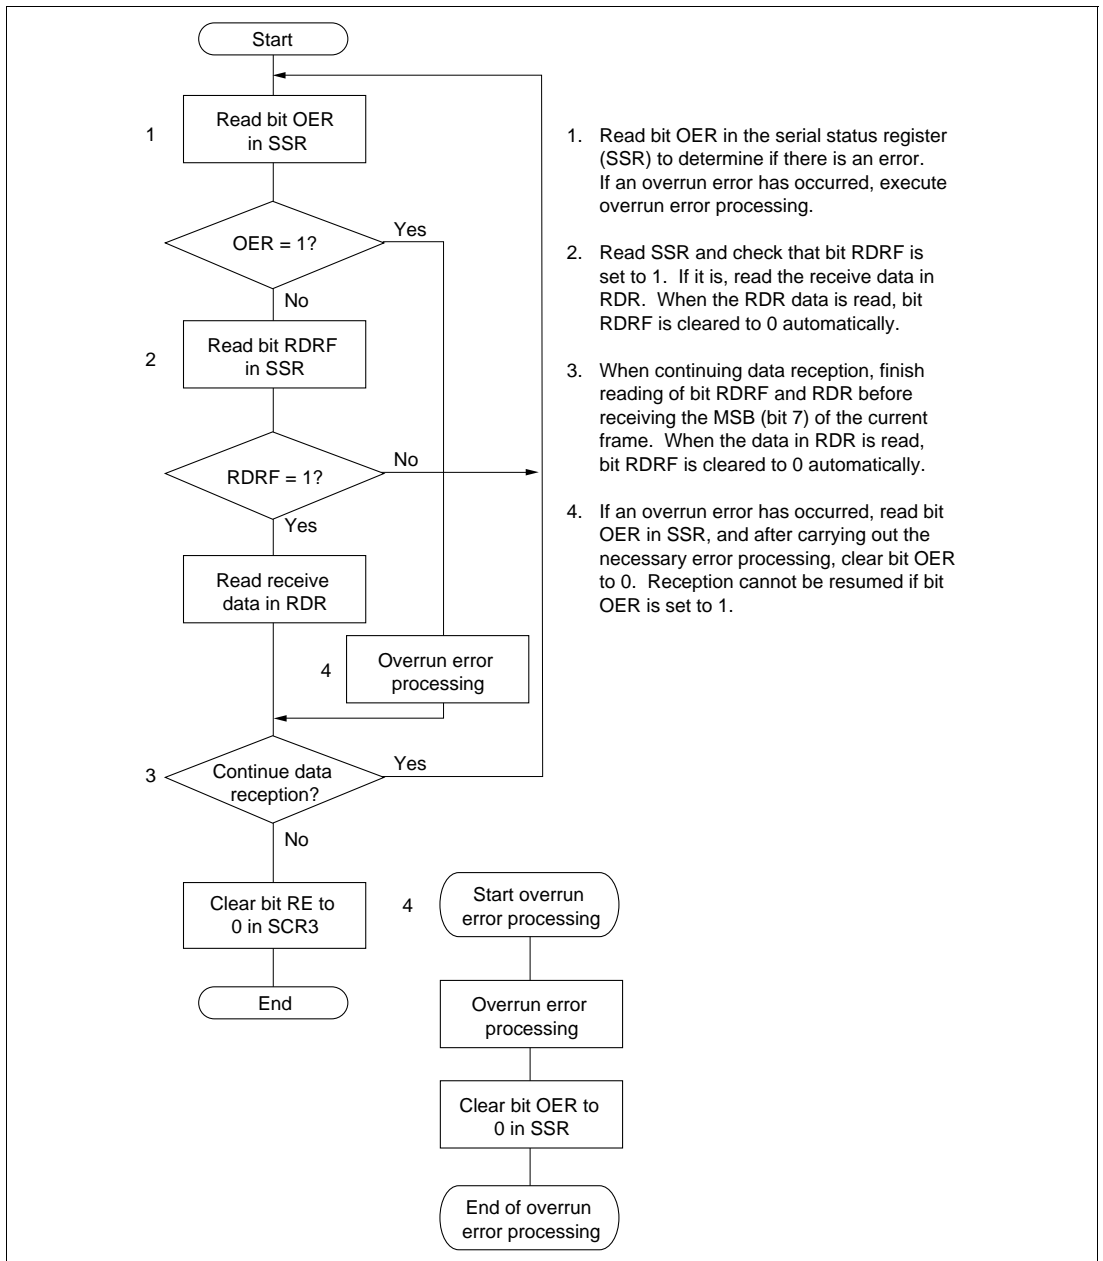 Start
1
Read bit OER
in SSR
OER = 1?
Yes
No
2
Read bit RDRF
in SSR
RDRF = 1?
No
Yes
Read receive
data in RDR
4
Overrun error
processing
3
Continue data
reception?
Yes
No
Clear bit RE to
0 in SCR3
End
4
Start overrun
error processing
Overrun error
processing
Clear bit OER to
0 in SSR
End of overrun
error processing
1. Read bit OER in the serial status register
(SSR) to determine if there is an error.
If an overrun error has occurred, execute
overrun error processing.
2. Read SSR and check that bit RDRF is
set to 1. If it is, read the receive data in
RDR. When the RDR data is read, bit
RDRF is cleared to 0 automatically.
3. When continuing data reception, finish
reading of bit RDRF and RDR before
receiving the MSB (bit 7) of the current
frame. When the data in RDR is read,
bit RDRF is cleared to 0 automatically.
4. If an overrun error has occurred, read bit
OER in SSR, and after carrying out the
necessary error processing, clear bit OER
to 0. Reception cannot be resumed if bit
OER is set to 1.